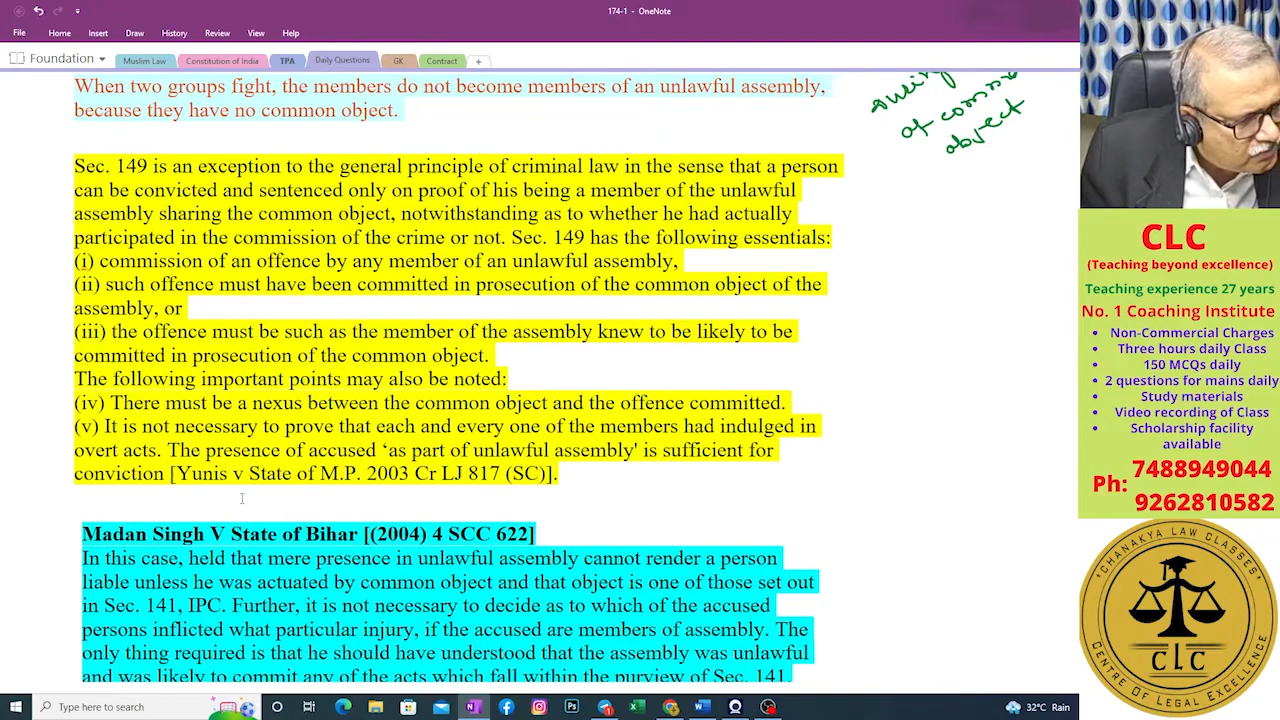 174-1 - OneNote
File Home Insert Draw History Review View Help
Foundation Muslim Law Constitution of India TPA Daily Questions GK Contract +
When two groups fight, the members do not become members of an unlawful assembly,
because they have no common object.
of common
object
Sec. 149 is an exception to the general principle of criminal law in the sense that a person
can be convicted and sentenced only on proof of his being a member of the unlawful
assembly sharing the common object, notwithstanding as to whether he had actually
participated in the commission of the crime or not. Sec. 149 has the following essentials:
(i) commission of an offence by any member of an unlawful assembly,
(ii) such offence must have been committed in prosecution of the common object of the
assembly, or
(iii) the offence must be such as the member of the assembly knew to be likely to be
committed in prosecution of the common object.
The following important points may also be noted:
(iv) There must be a nexus between the common object and the offence committed.
(v) It is not necessary to prove that each and every one of the members had indulged in
overt acts. The presence of accused ‘as part of unlawful assembly' is sufficient for
conviction [Yunis v State of M.P. 2003 Cr LJ 817 (SC)].
Madan Singh V State of Bihar [(2004) 4 SCC 622]
In this case, held that mere presence in unlawful assembly cannot render a person
liable unless he was actuated by common object and that object is one of those set out
in Sec. 141, IPC. Further, it is not necessary to decide as to which of the accused
persons inflicted what particular injury, if the accused are members of assembly. The
only thing required is that he should have understood that the assembly was unlawful
and was likely to commit any of the acts which fall within the purview of Sec. 141.
CLC
(Teaching beyond excellence)
Teaching experience 27 years
No. 1 Coaching Institute
• Non-Commercial Charges
• Three hours daily Class
• 150 MCQs daily
• 2 questions for mains daily
• Study materials
• Video recording of Class
• Scholarship facility
available
Ph: 7488949044
9262810582
'CHANAKYA LAW CLASSES'
CLC
CENTRE OF LEGAL EXCELLENCE
Type here to search
32°C Rain